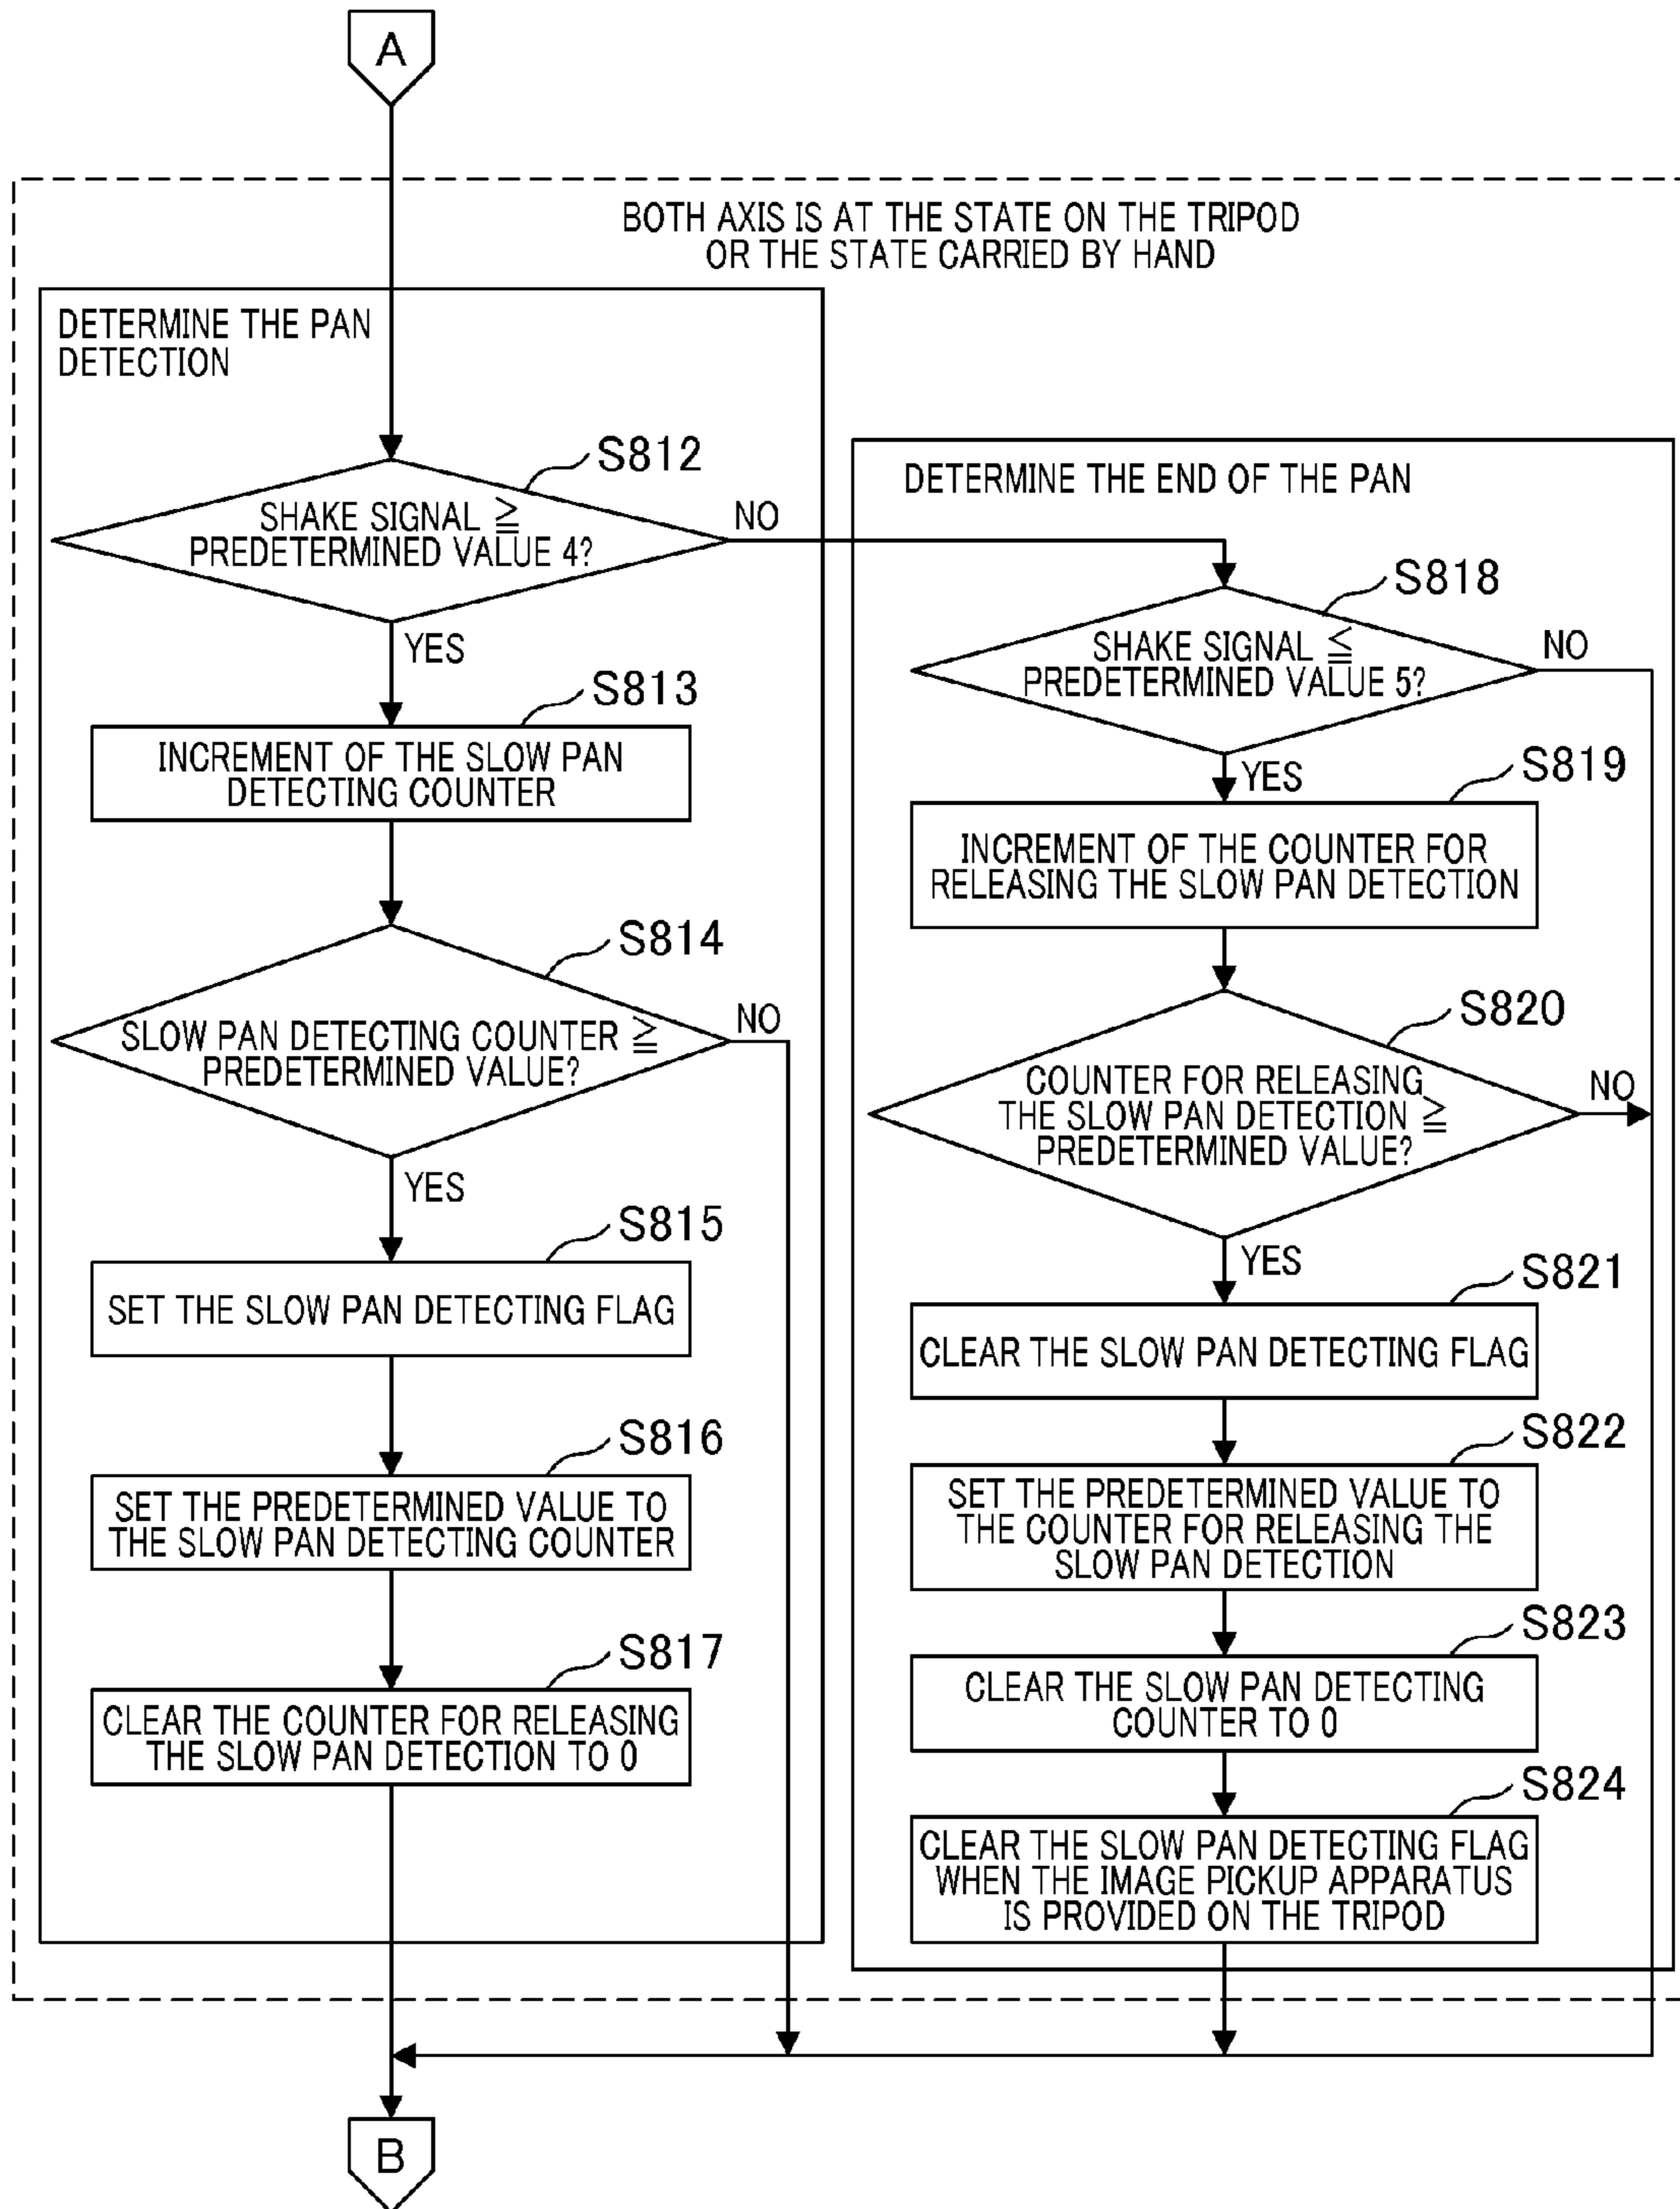 A
BOTH AXIS IS AT THE STATE ON THE TRIPOD
OR THE STATE CARRIED BY HAND
DETERMINE THE PAN
DETECTION
S812
SHAKE SIGNAL ≧
PREDETERMINED VALUE 4?
NO
YES
S813
INCREMENT OF THE SLOW PAN
DETECTING COUNTER
S814
SLOW PAN DETECTING COUNTER ≧
PREDETERMINED VALUE?
NO
YES
S815
SET THE SLOW PAN DETECTING FLAG
S816
SET THE PREDETERMINED VALUE TO
THE SLOW PAN DETECTING COUNTER
S817
CLEAR THE COUNTER FOR RELEASING
THE SLOW PAN DETECTION TO 0
DETERMINE THE END OF THE PAN
S818
SHAKE SIGNAL ≦
PREDETERMINED VALUE 5?
NO
YES
S819
INCREMENT OF THE COUNTER FOR
RELEASING THE SLOW PAN DETECTION
S820
COUNTER FOR RELEASING
THE SLOW PAN DETECTION ≧
PREDETERMINED VALUE?
NO
YES
S821
CLEAR THE SLOW PAN DETECTING FLAG
S822
SET THE PREDETERMINED VALUE TO
THE COUNTER FOR RELEASING THE
SLOW PAN DETECTION
S823
CLEAR THE SLOW PAN DETECTING
COUNTER TO 0
S824
CLEAR THE SLOW PAN DETECTING FLAG
WHEN THE IMAGE PICKUP APPARATUS
IS PROVIDED ON THE TRIPOD
B